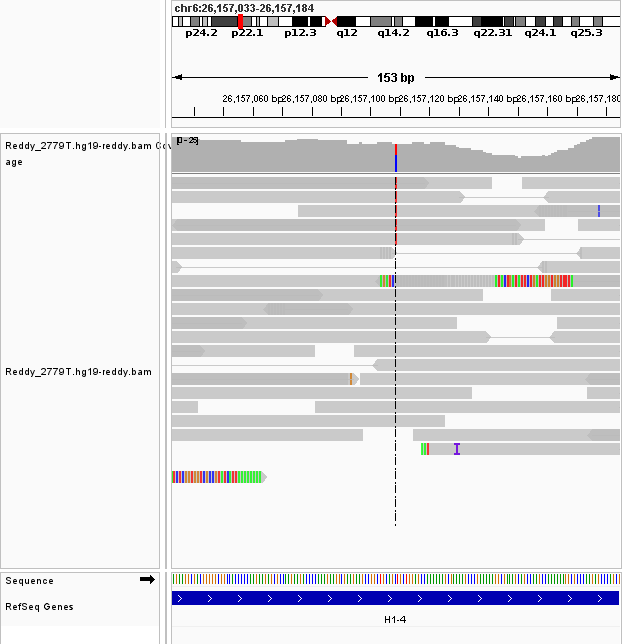 chr6:26,157,033-26,157,184
p24.2 p22.1 p12.3 q12 q14.2 q16.3 q22.31 q24.1 q25.3
153 bp
26,157,060 bp 26,157,080 bp 26,157,100 bp 26,157,120 bp 26,157,140 bp 26,157,160 bp 26,157,180
Reddy_2779T.hg19-reddy.bam Cov
age
[0-26]
Reddy_2779T.hg19-reddy.bam
Sequence
RefSeq Genes
H1-4